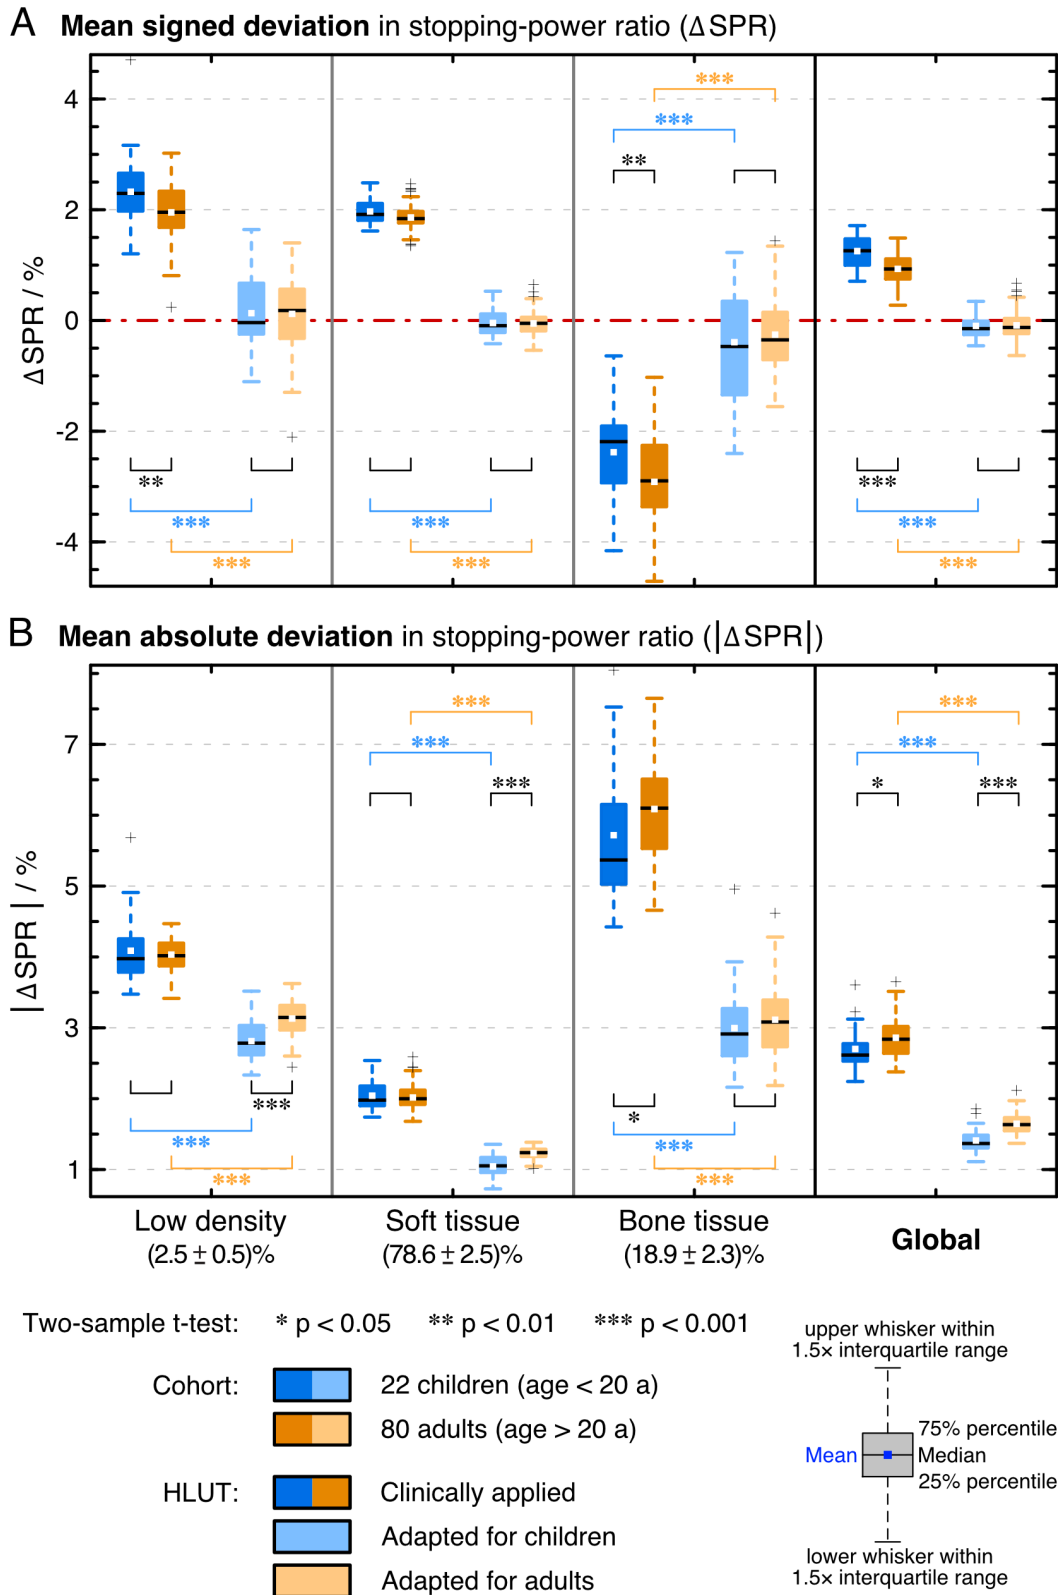 A Mean signed deviation in stopping-power ratio (ΔSPR)
ΔSPR / %
4
2
0
-2
-4
***
***
**
**
***
***
***
***
***
***
***
B Mean absolute deviation in stopping-power ratio (|ΔSPR|)
|ΔSPR| / %
7
5
3
1
***
***
***
***
***
*
***
***
***
***
*
***
***
Low density
(2.5 ± 0.5)%
Soft tissue
(78.6 ± 2.5)%
Bone tissue
(18.9 ± 2.3)%
Global
Two-sample t-test: * p < 0.05 ** p < 0.01 *** p < 0.001
Cohort: 22 children (age < 20 a)
80 adults (age > 20 a)
HLUT: Clinically applied
Adapted for children
Adapted for adults
upper whisker within
1.5× interquartile range
75% percentile
Mean Median
25% percentile
lower whisker within
1.5× interquartile range